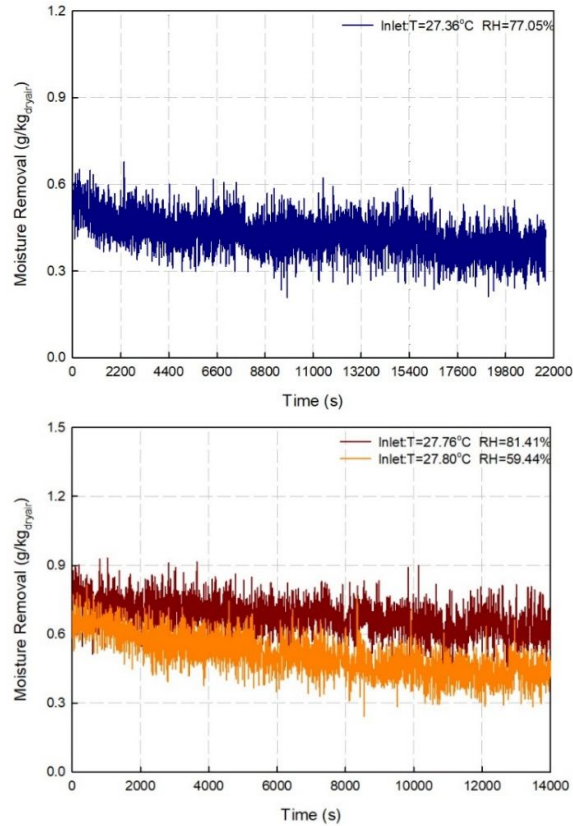 1.2
Inlet:T=27.36°C RH=77.05%
0.9
0.6
0.3
0.0
Moisture Removal (g/kgdryair)
0 2200 4400 6600 8800 11000 13200 15400 17600 19800 22000
Time (s)
1.5
Inlet:T=27.76°C RH=81.41%
Inlet:T=27.80°C RH=59.44%
1.2
0.9
0.6
0.3
0.0
Moisture Removal (g/kgdryair)
0 2000 4000 6000 8000 10000 12000 14000
Time (s)